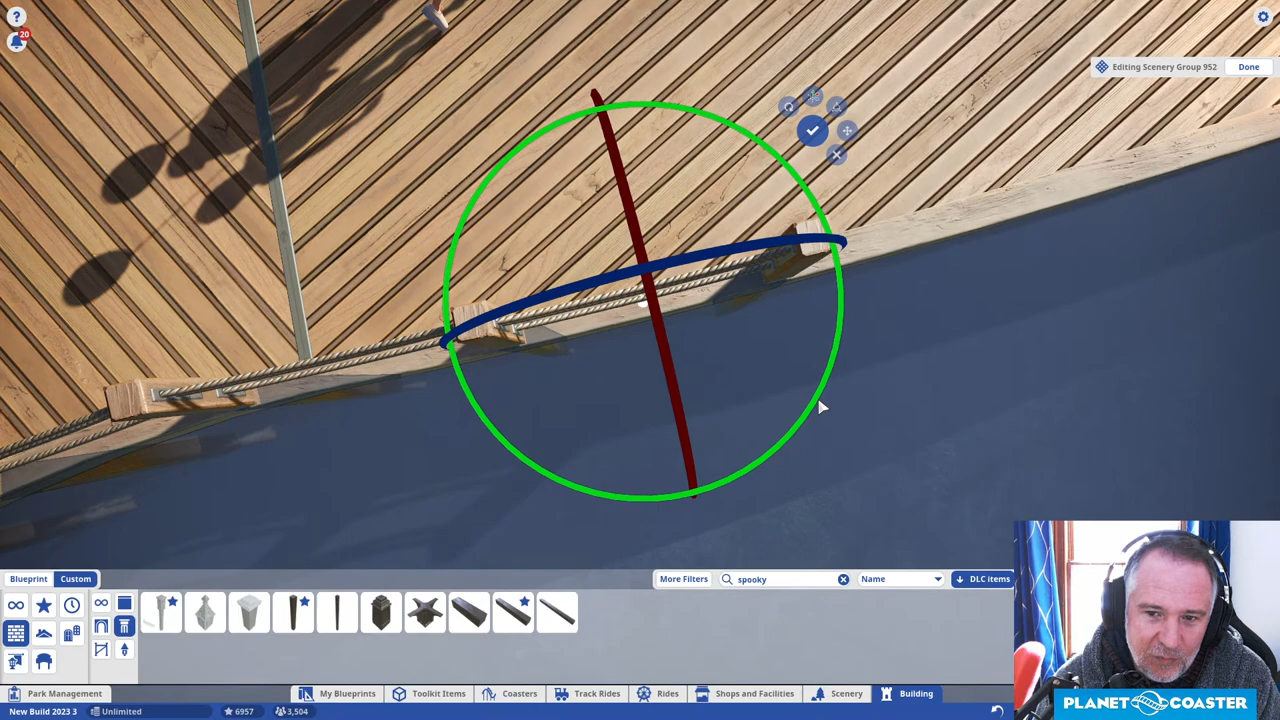 ?
20
Editing Scenery Group 952
Done
Blueprint
Custom
More Filters
spooky
Name
DLC items
Park Management
My Blueprints
Toolkit Items
Coasters
Track Rides
Rides
Shops and Facilities
Scenery
Building
New Build 2023 3
Unlimited
6957
3,504
PLANET COASTER